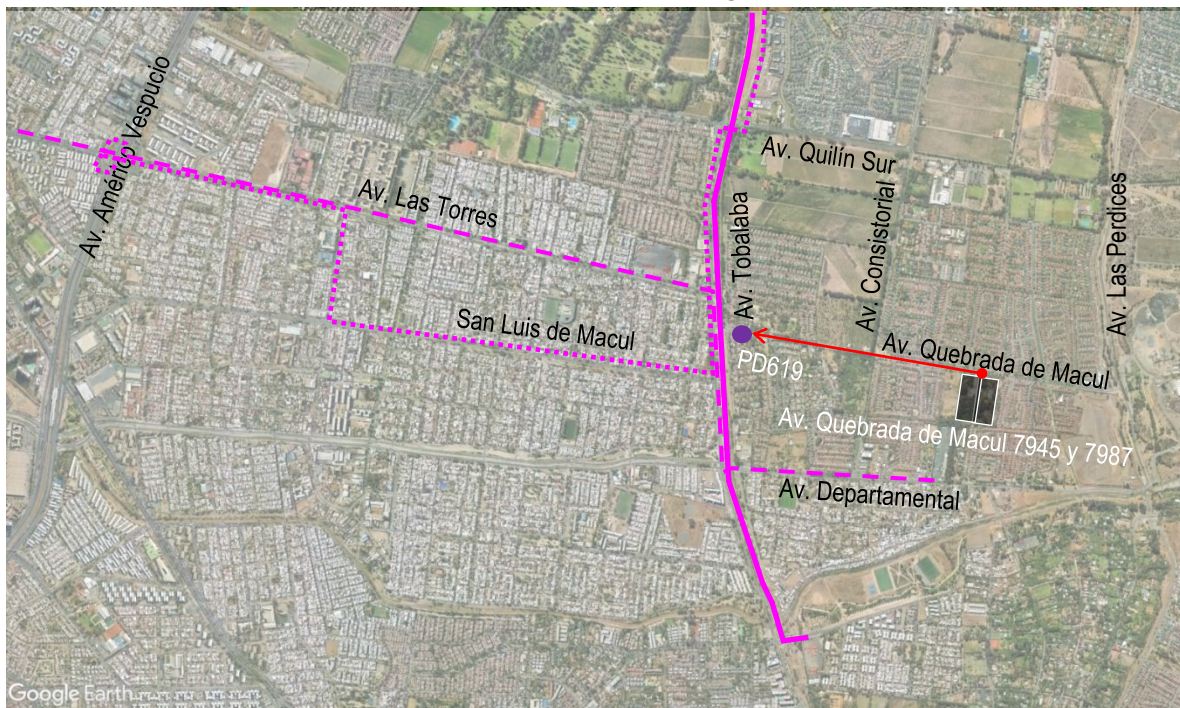 Av. Américo Vespucio
Av. Las Torres
San Luis de Macul
Av. Tobalaba
Av. Quilín Sur
Av. Consistorial
Av. Las Perdices
Av. Quebrada de Macul
PD619
Av. Quebrada de Macul 7945 y 7987
Av. Departamental
Google Earth